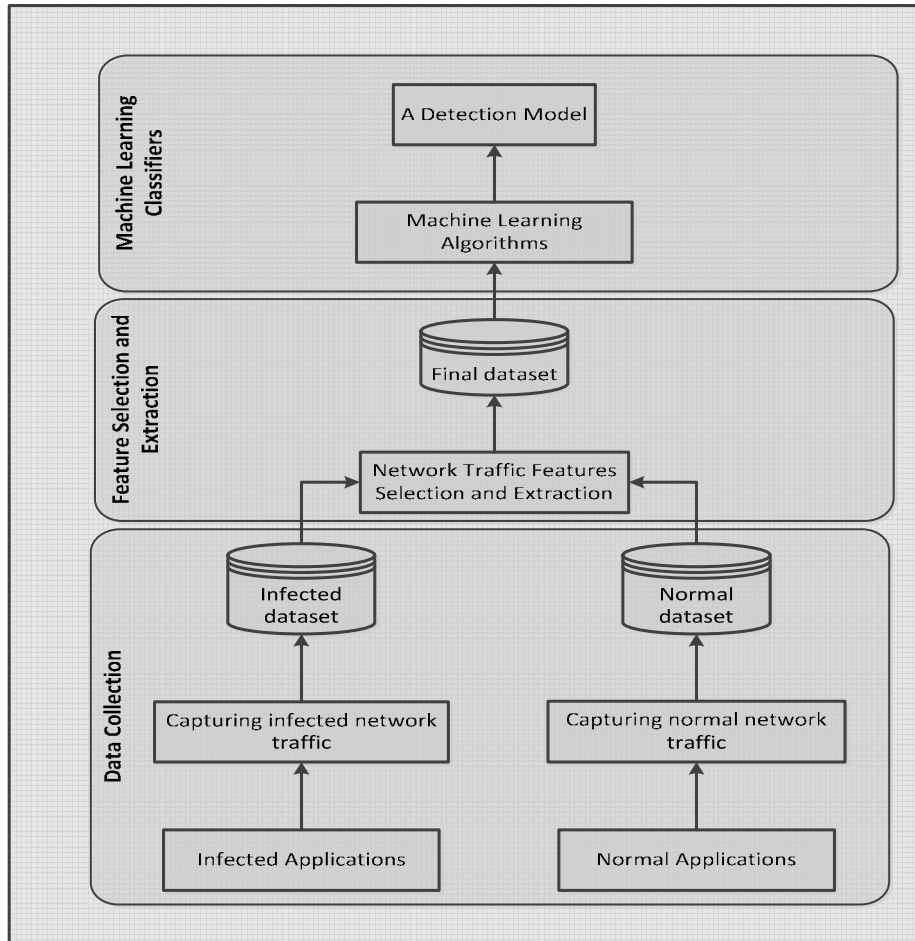 Machine Learning
Classifiers
A Detection Model
Machine Learning
Algorithms
Feature Selection and
Extraction
Final dataset
Network Traffic Features
Selection and Extraction
Data Collection
Infected
dataset
Normal
dataset
Capturing infected network
traffic
Capturing normal network
traffic
Infected Applications
Normal Applications